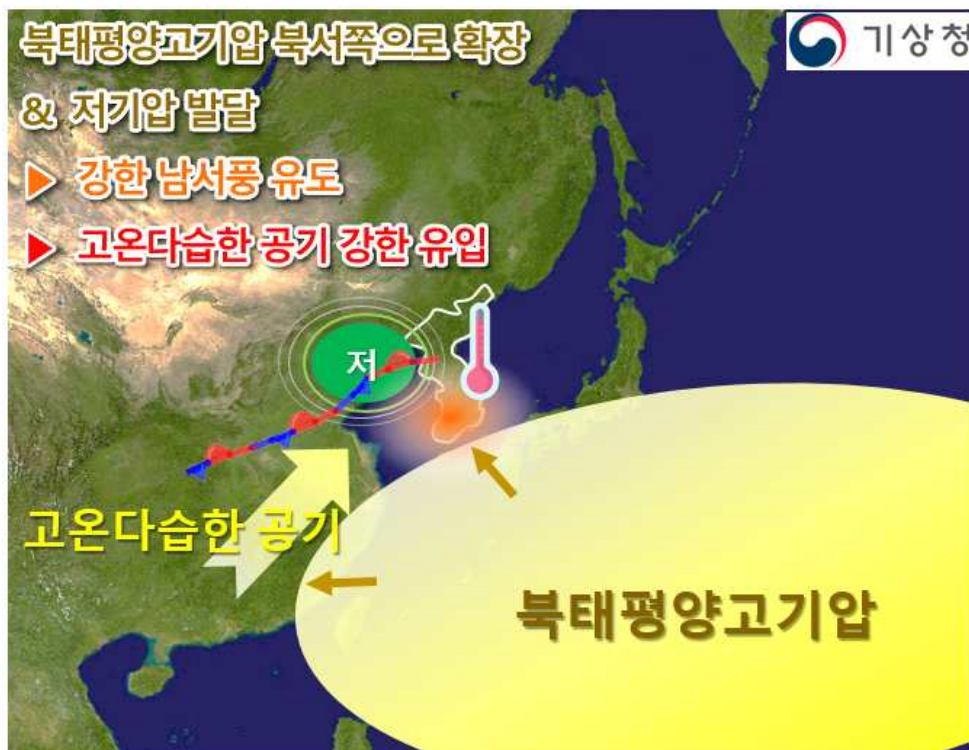 북태평양고기압 북서쪽으로 확장
& 저기압 발달
▶ 강한 남서풍 유도
▶ 고온다습한 공기 강한 유입
기상청
저
고온다습한 공기
북태평양고기압